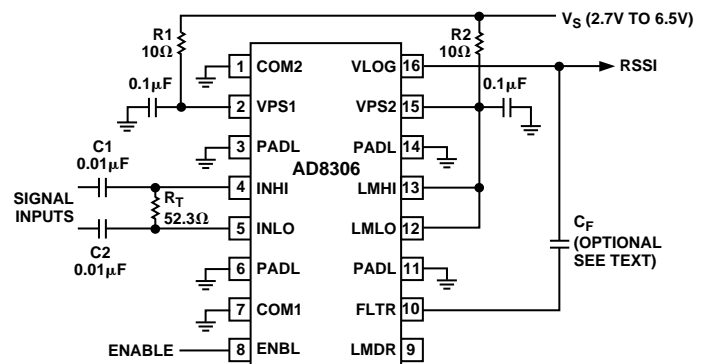 VS (2.7V TO 6.5V)
R1
10Ω
R2
10Ω
1 COM2
VLOG 16
RSSI
0.1μF
0.1μF
2 VPS1
VPS2 15
3 PADL
PADL 14
AD8306
C1
0.01μF
4 INHI
LMHI 13
SIGNAL
INPUTS
RT
52.3Ω
5 INLO
LMLO 12
C2
0.01μF
CF
(OPTIONAL
SEE TEXT)
6 PADL
PADL 11
7 COM1
FLTR 10
ENABLE
8 ENBL
LMDR 9